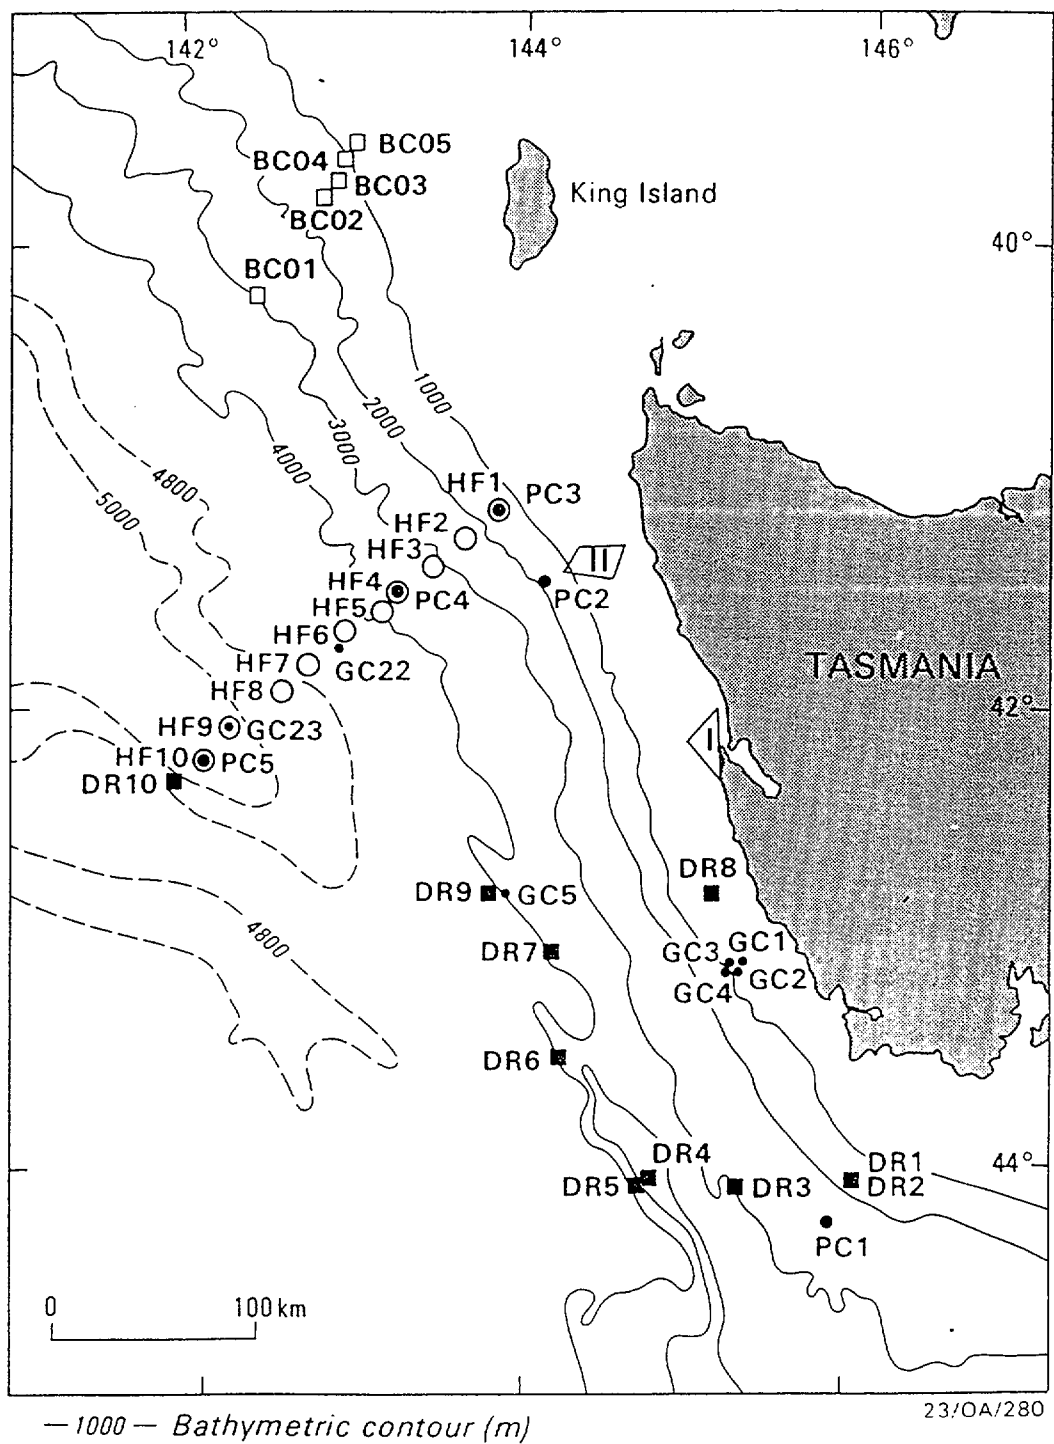 142°
144°
146°
BC05
BC04
BC03
BC02
King Island
40°
BC01
1000
2000
3000
4000
4800
5000
HF1
PC3
HF2
HF3
II
HF4
PC4
PC2
HF5
HF6
GC22
HF7
TASMANIA
HF8
42°
HF9
GC23
I
HF10
PC5
DR10
DR8
DR9
GC5
4800
DR7
GC3
GC1
GC2
GC4
DR6
DR4
DR1
44°
DR5
DR3
DR2
PC1
0
100 km
23/OA/280
—1000— Bathymetric contour (m)